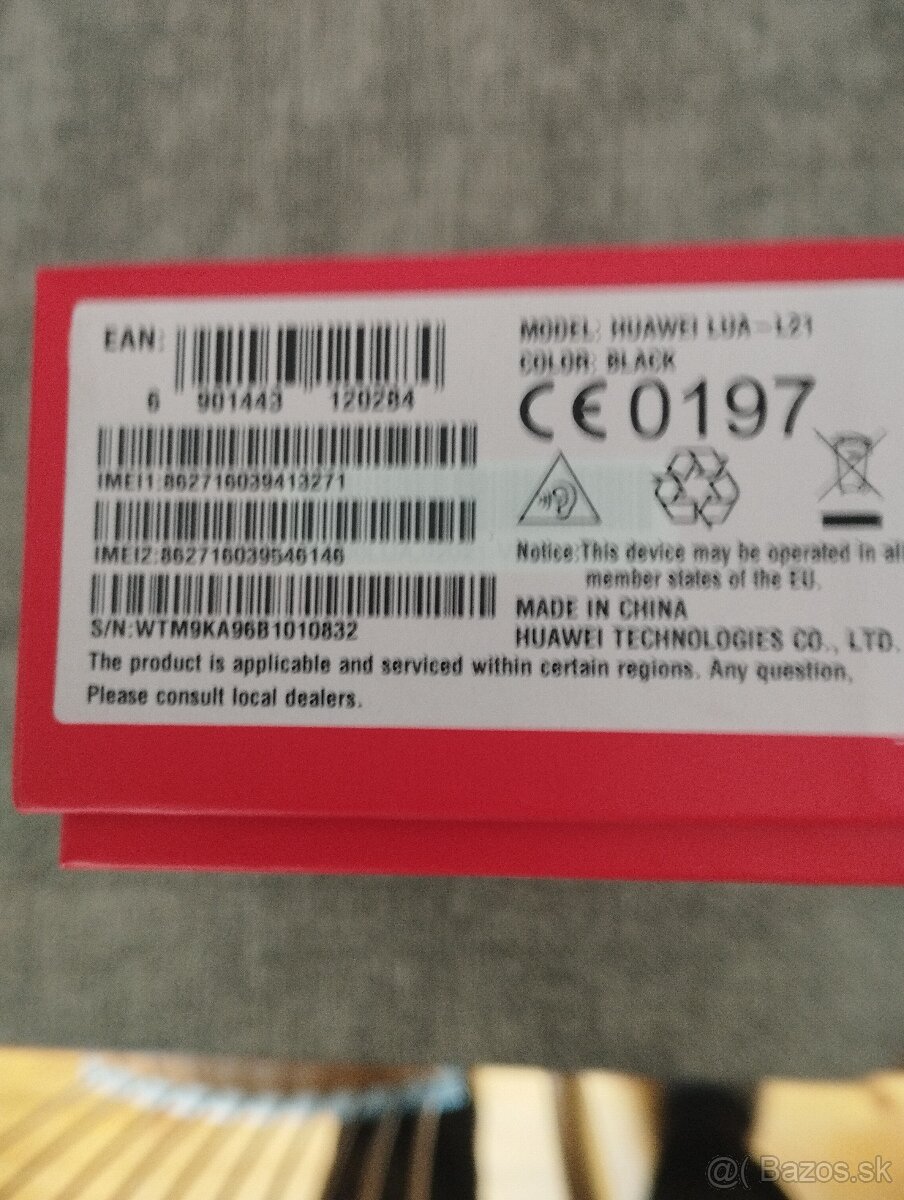 EAN:
6 901443 120284
IMEI1:862716039413271
IMEI2:862716039546146
S/N:WTM9KA96B1010832
The product is applicable and serviced within certain regions. Any question,
Please consult local dealers.
MODEL: HUAWEI LUA-L21
COLOR: BLACK
CE0197
Notice:This device may be operated in all
member states of the EU.
MADE IN CHINA
HUAWEI TECHNOLOGIES CO., LTD.
@( Bazos.sk